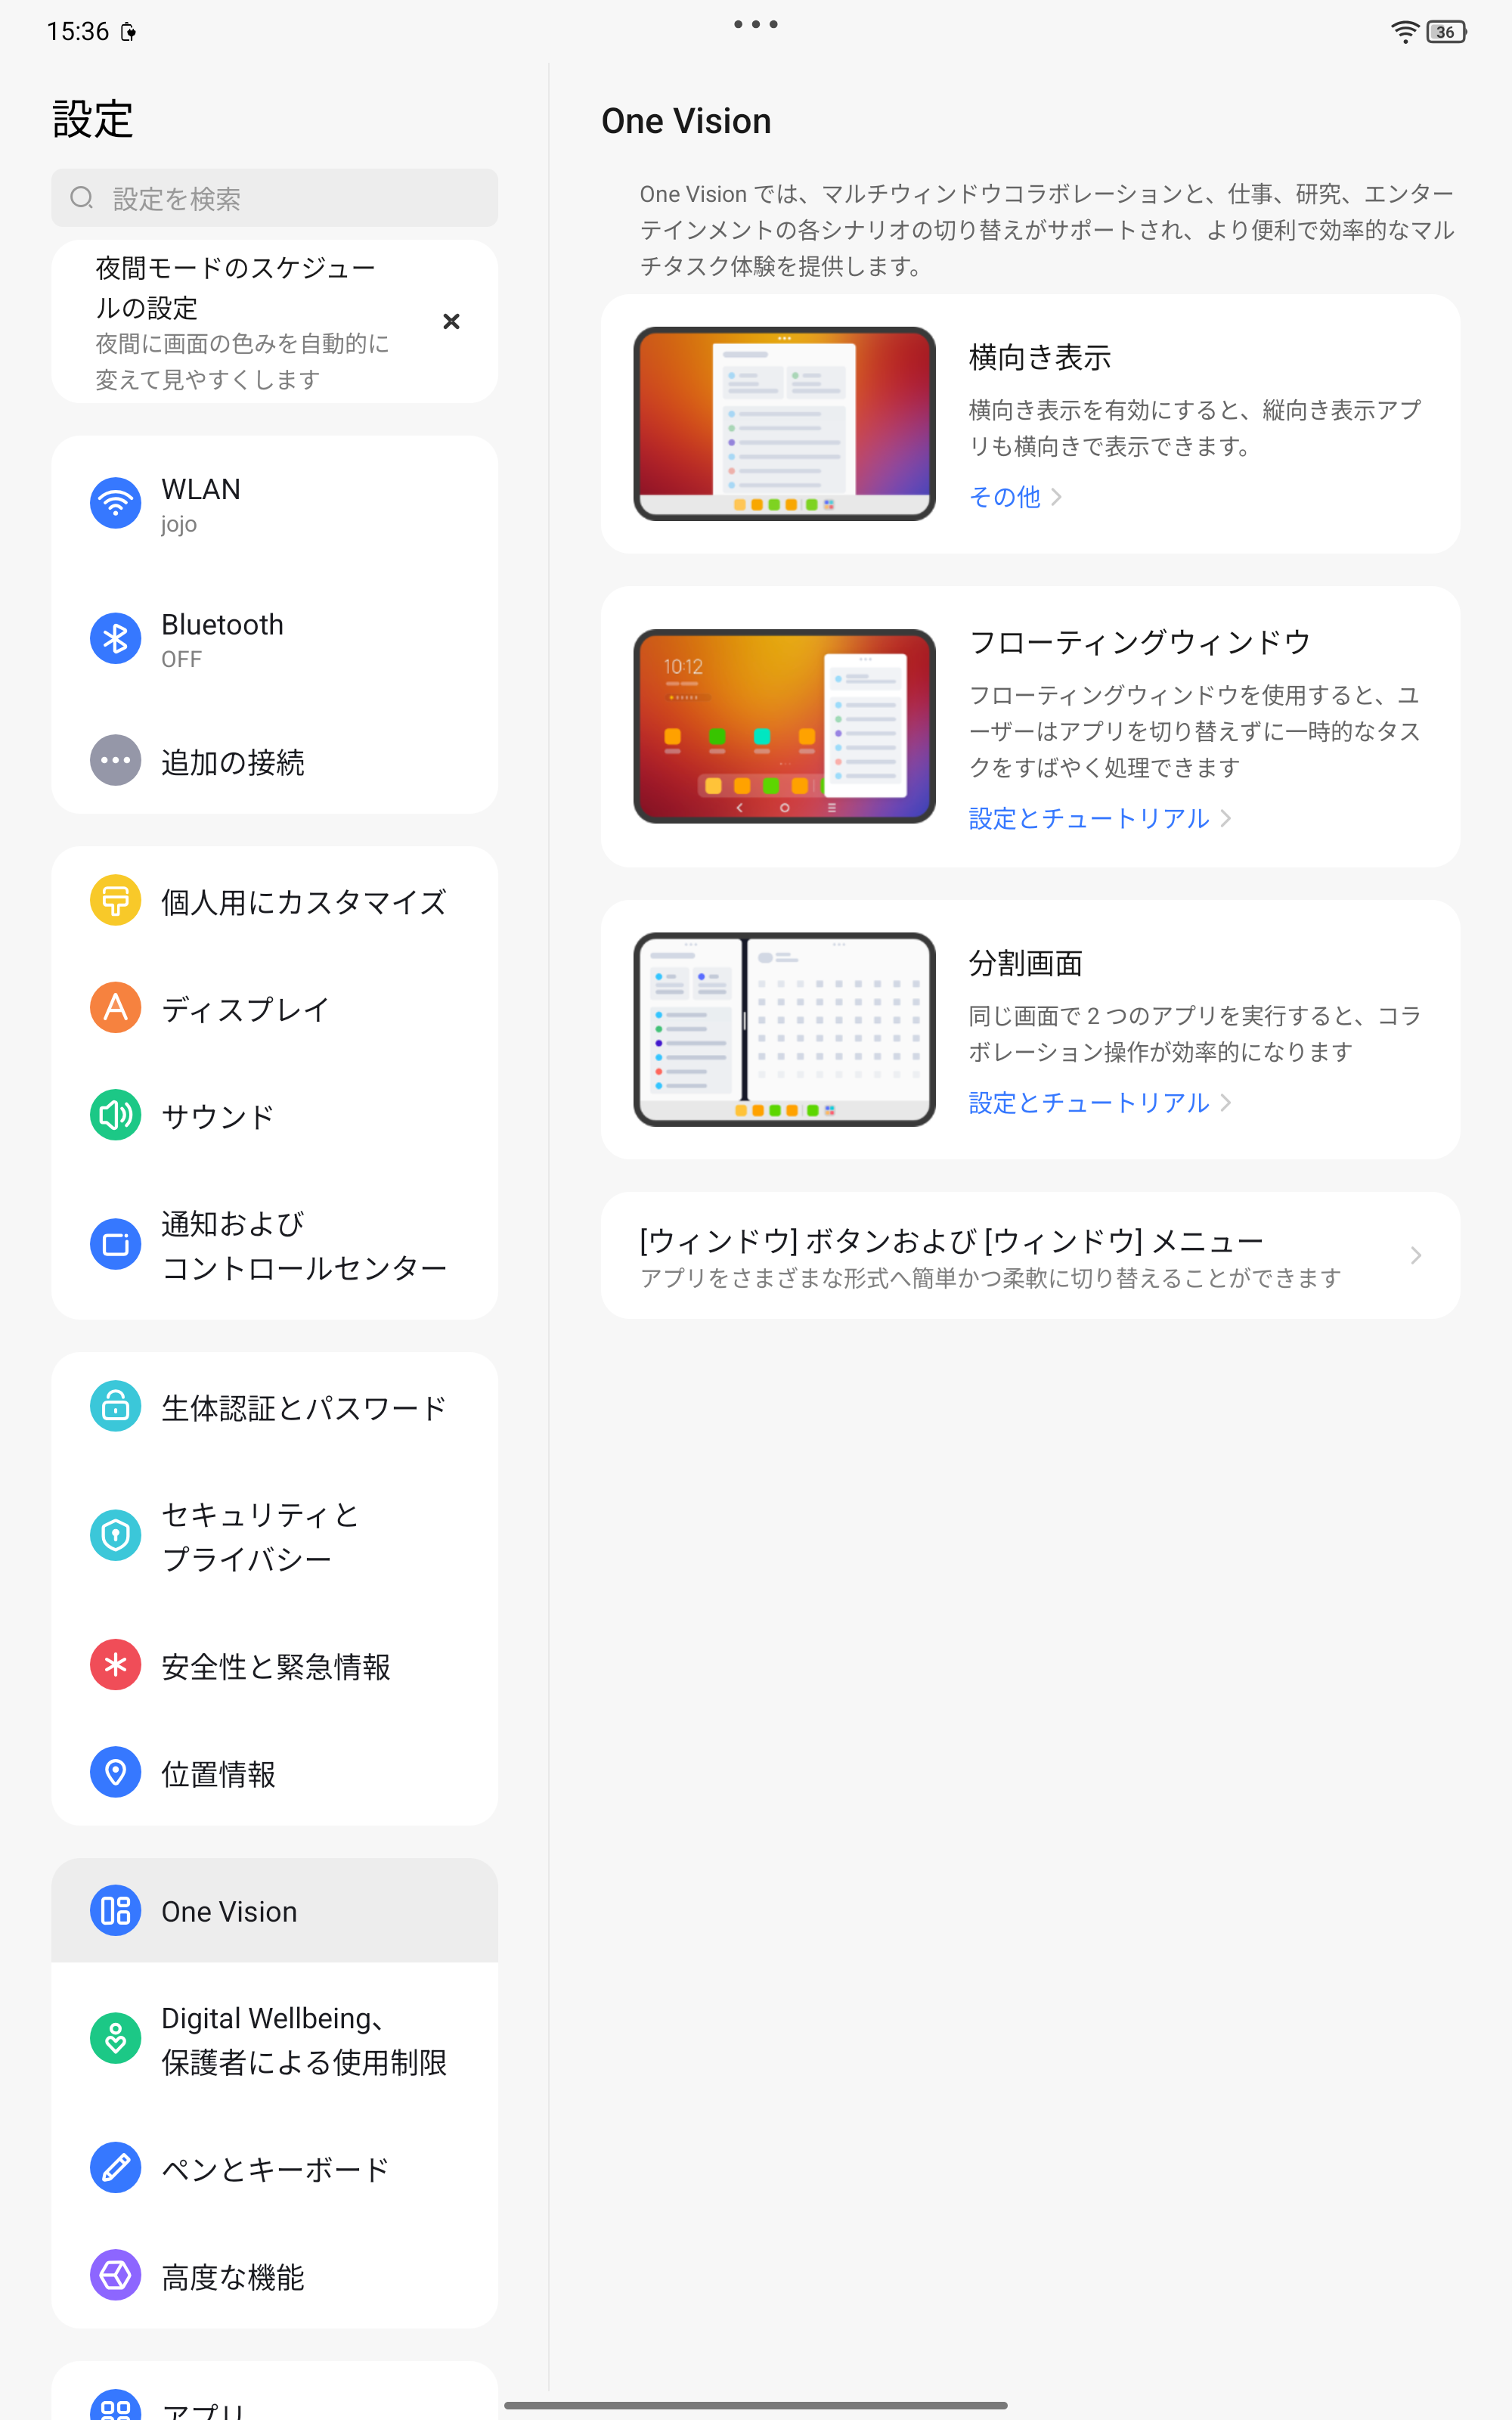 15:36
36
設定
設定を検索
夜間モードのスケジュー
ルの設定
夜間に画面の色みを自動的に
変えて見やすくします
WLAN
jojo
Bluetooth
OFF
追加の接続
個人用にカスタマイズ
ディスプレイ
サウンド
通知および
コントロールセンター
生体認証とパスワード
セキュリティと
プライバシー
安全性と緊急情報
位置情報
One Vision
Digital Wellbeing、
保護者による使用制限
ペンとキーボード
高度な機能
アプリ
One Vision
One Vision では、マルチウィンドウコラボレーションと、仕事、研究、エンター
テインメントの各シナリオの切り替えがサポートされ、より便利で効率的なマル
チタスク体験を提供します。
横向き表示
横向き表示を有効にすると、縦向き表示アプ
リも横向きで表示できます。
その他
10:12
フローティングウィンドウ
フローティングウィンドウを使用すると、ユ
ーザーはアプリを切り替えずに一時的なタス
クをすばやく処理できます
設定とチュートリアル
分割画面
同じ画面で 2 つのアプリを実行すると、コラ
ボレーション操作が効率的になります
設定とチュートリアル
[ウィンドウ] ボタンおよび [ウィンドウ] メニュー
アプリをさまざまな形式へ簡単かつ柔軟に切り替えることができます